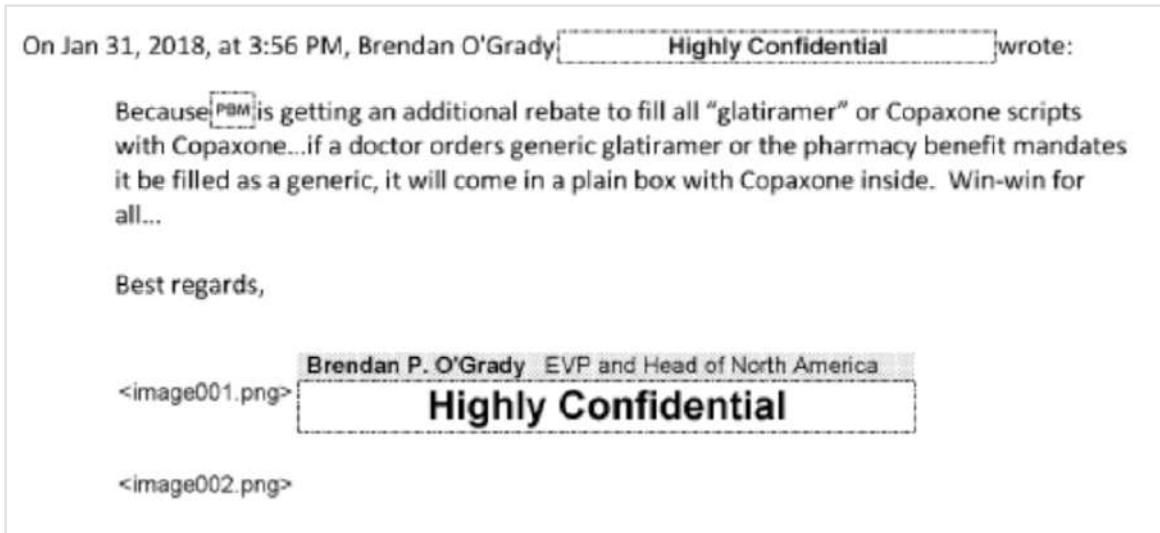 On Jan 31, 2018, at 3:56 PM, Brendan O'Grady Highly Confidential wrote:
Because PBM is getting an additional rebate to fill all “glatiramer” or Copaxone scripts
with Copaxone...if a doctor orders generic glatiramer or the pharmacy benefit mandates
it be filled as a generic, it will come in a plain box with Copaxone inside.  Win-win for
all...
Best regards,
Brendan P. O'Grady EVP and Head of North America
<image001.png> Highly Confidential
<image002.png>